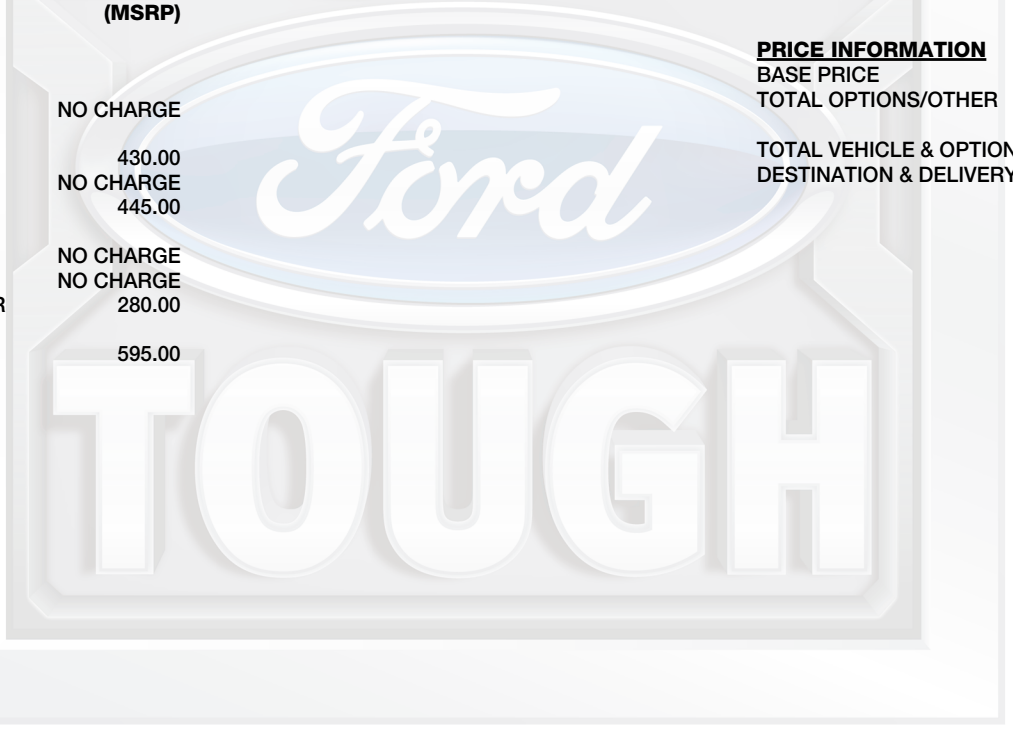 (MSRP)
NO CHARGE
430.00
NO CHARGE
445.00
NO CHARGE
NO CHARGE
R 280.00
595.00
PRICE INFORMATION
BASE PRICE
TOTAL OPTIONS/OTHER
TOTAL VEHICLE & OPTION
DESTINATION & DELIVERY
Ford
TOUGH